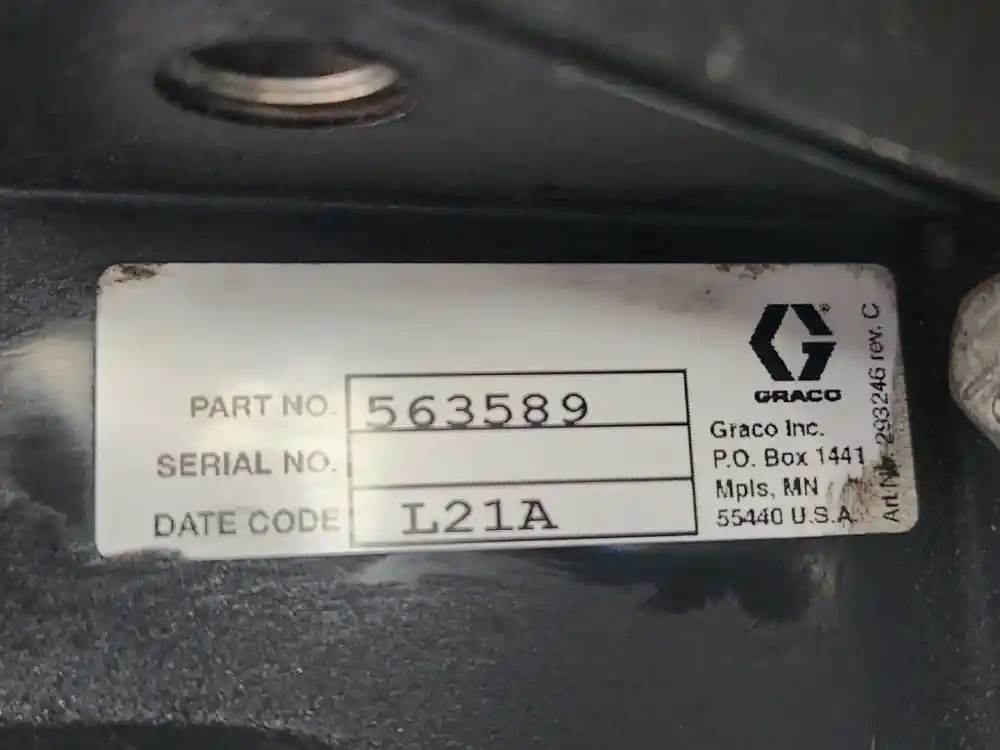 PART NO. 563589
SERIAL NO.
DATE CODE L21A
GRACO
Graco Inc.
P.O. Box 1441
Mpls, MN
55440 U.S.A.
293246 rev. C